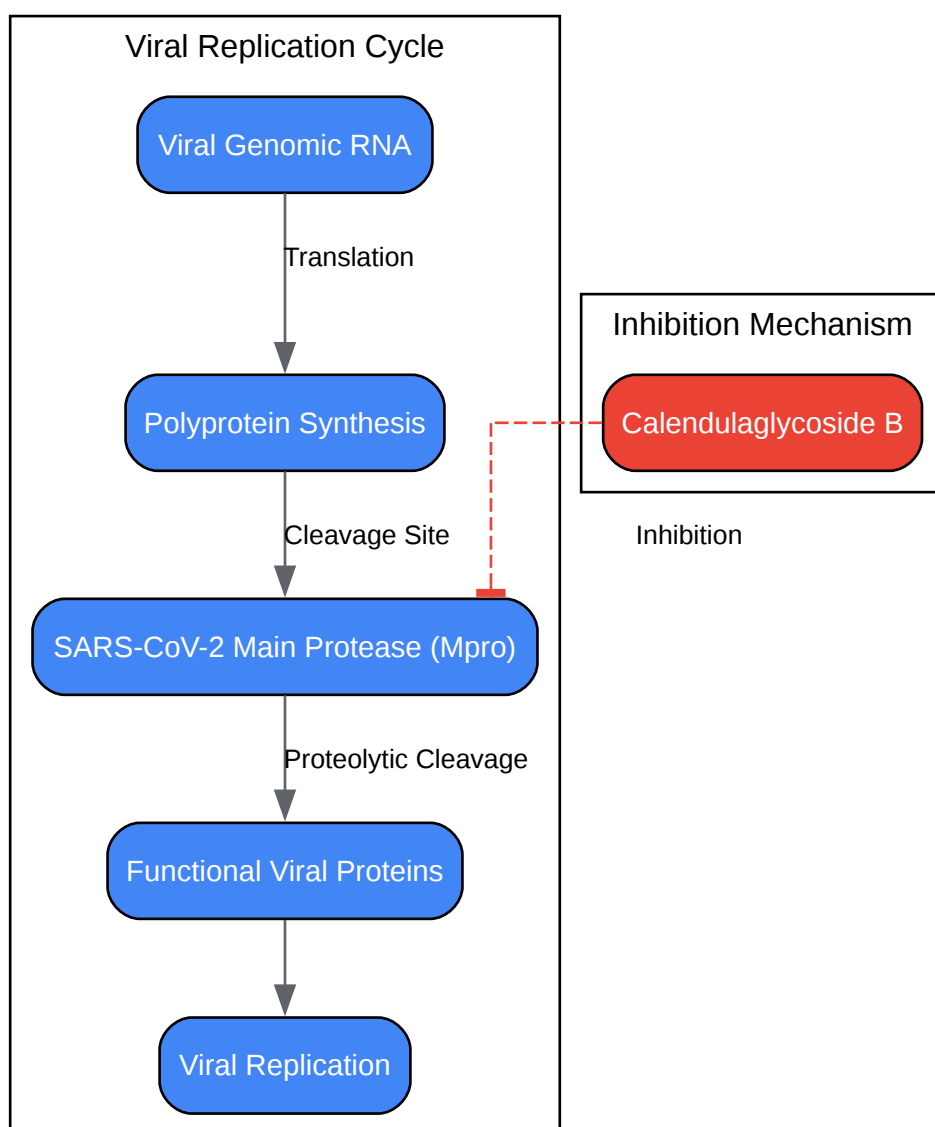 Viral Replication Cycle
Viral Genomic RNA
Translation
Inhibition Mechanism
Polyprotein Synthesis
Calendulaglycoside B
Cleavage Site
Inhibition
SARS-CoV-2 Main Protease (Mpro)
Proteolytic Cleavage
Functional Viral Proteins
Viral Replication